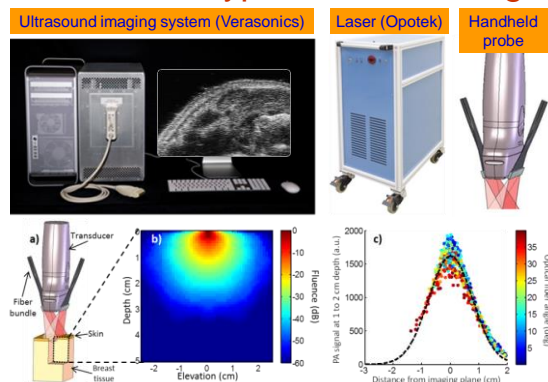 Ultrasound imaging system (Verasonics)
Laser (Opotek)
Handheld
probe
a)
Transducer
Fiber
bundle
Skin
Breast
tissue
b)
Depth (cm)
0
1
2
3
4
5
-2 -1 0 1 2
Elevation (cm)
0
-10
-20
-30
-40
-50
-60
Fluence (dB)
c)
PA signal at 1 to 2 cm depth (a.u.)
2000
1500
1000
500
0
-3 -2 -1 0 1 2
Distance from imaging plane (cm)
35
30
25
20
15
10
5